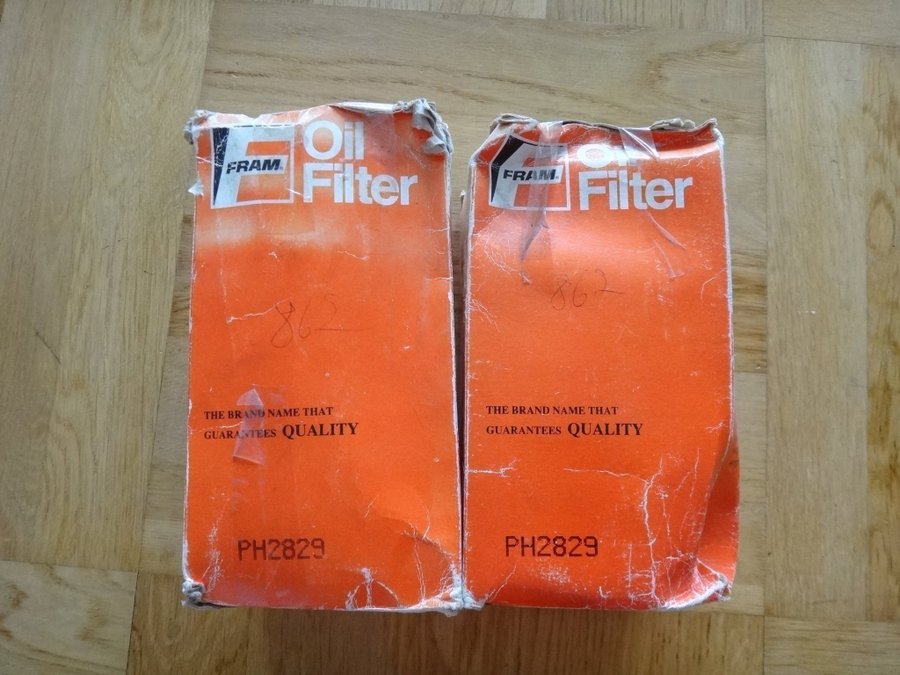 FRAM
Oil
Filter
862
THE BRAND NAME THAT
GUARANTEES QUALITY
PH2829
FRAM
Oil
Filter
862
THE BRAND NAME THAT
GUARANTEES QUALITY
PH2829